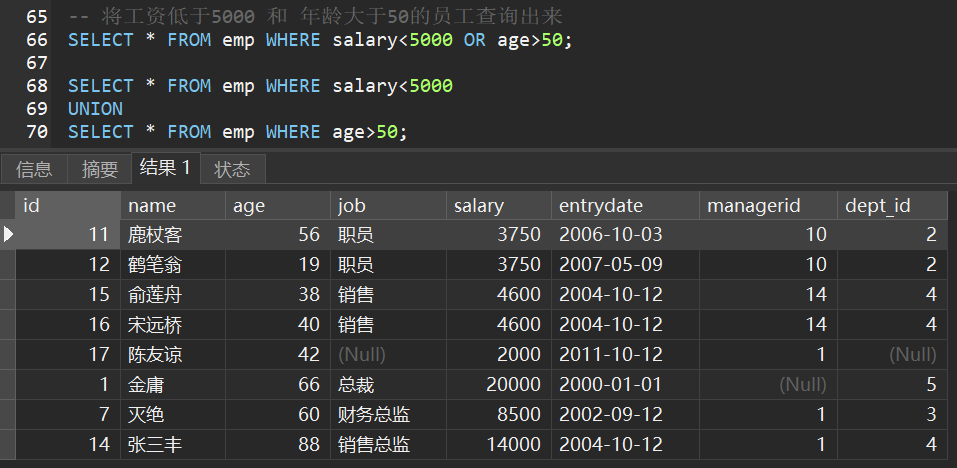 65 -- 将工资低于5000 和 年龄大于50的员工查询出来
66 SELECT * FROM emp WHERE salary<5000 OR age>50;
67
68 SELECT * FROM emp WHERE salary<5000
69 UNION
70 SELECT * FROM emp WHERE age>50;
信息 摘要 结果 1 状态
id name age job salary entrydate managerid dept_id
11 鹿杖客 56 职员 3750 2006-10-03 10 2
12 鹤笔翁 19 职员 3750 2007-05-09 10 2
15 俞莲舟 38 销售 4600 2004-10-12 14 4
16 宋远桥 40 销售 4600 2004-10-12 14 4
17 陈友谅 42 (Null) 2000 2011-10-12 1 (Null)
1 金庸 66 总裁 20000 2000-01-01 (Null) 5
7 灭绝 60 财务总监 8500 2002-09-12 1 3
14 张三丰 88 销售总监 14000 2004-10-12 1 4